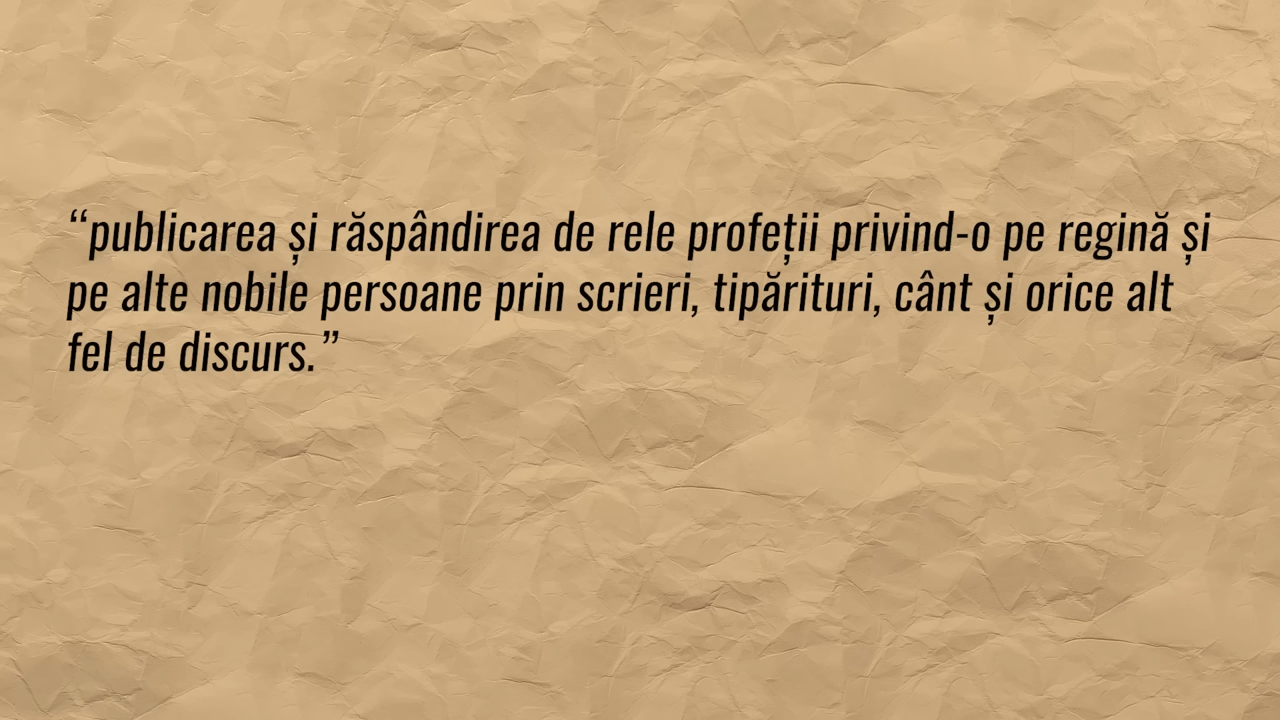 “publicarea și răspândirea de rele profeții privind-o pe regină și
pe alte nobile persoane prin scrieri, tipărituri, cânt și orice alt
fel de discurs.”